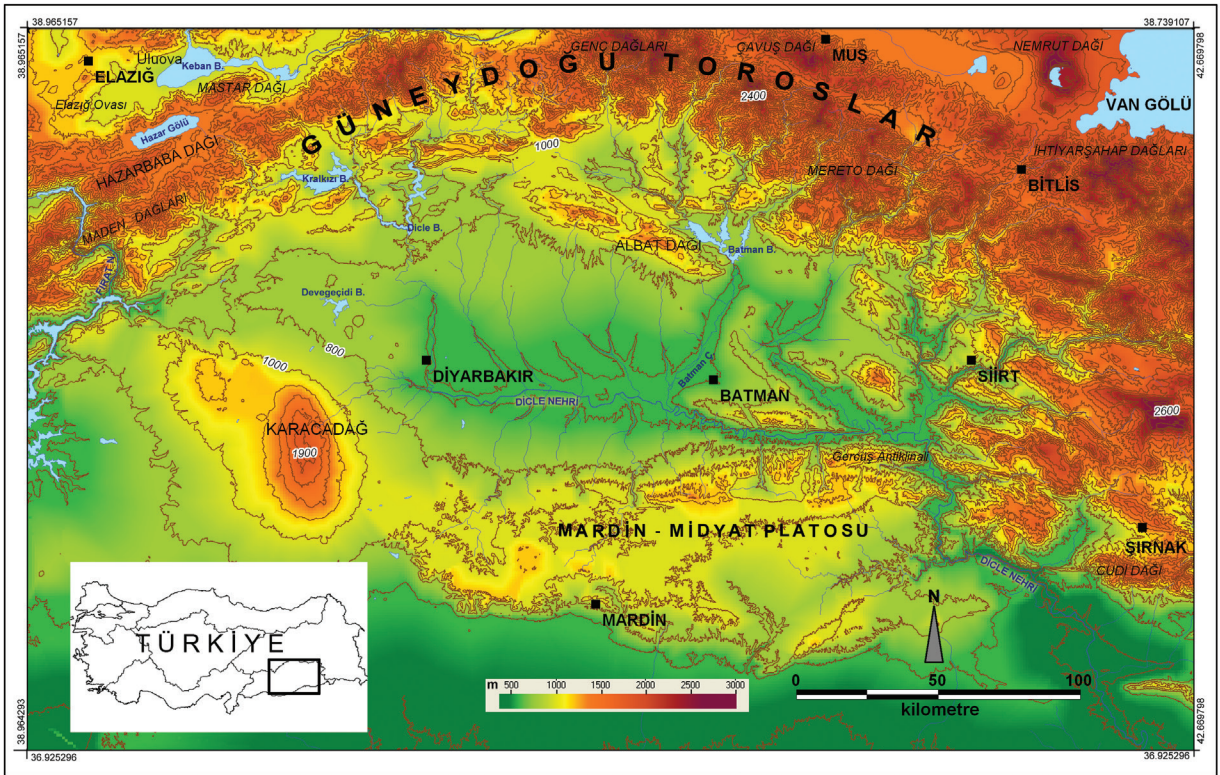 38.965157
38.739107
38.965157
42.669798
ELAZIĞ
Uluova
Keban B.
MASTAR DAĞI
Elazığ Ovası
Hazar Gölü
HAZARBABA DAĞI
MADEN DAĞLARI
FIRAT N.
GENÇ DAĞLARI
ÇAVUŞ DAĞI
MUŞ
NEMRUT DAĞI
VAN GÖLÜ
GÜNEYDOĞU TOROSLAR
2400
1000
İHTİYARŞAHAP DAĞLARI
MERETO DAĞI
BİTLİS
Kralkızı B.
Dicle B.
ALBAT DAĞI
Batman B.
Devegeçidi B.
1000
800
DİYARBAKIR
Batman Ç.
BATMAN
SİİRT
DİCLE NEHRİ
2600
KARACADAĞ
1900
Gercüş Antiklinali
MARDİN - MİDYAT PLATOSU
ŞIRNAK
CUDİ DAĞI
DİCLE NEHRİ
MARDİN
N
TÜRKİYE
m 500 1000 1500 2000 2500 3000
0 50 100
kilometre
38.964293
42.669798
36.925296
36.925296